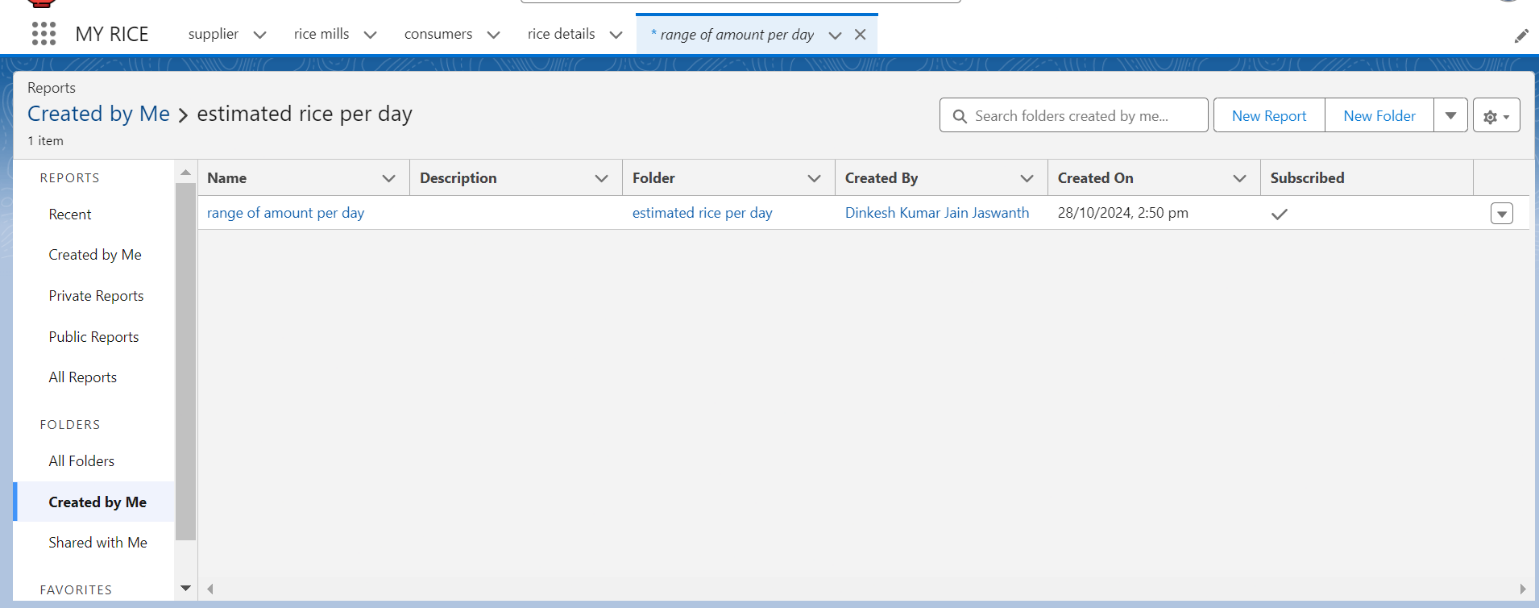 MY RICE supplier rice mills consumers rice details * range of amount per day
Reports
Created by Me > estimated rice per day
1 item
Search folders created by me...
New Report New Folder
REPORTS
Recent
Created by Me
Private Reports
Public Reports
All Reports
FOLDERS
All Folders
Created by Me
Shared with Me
FAVORITES
Name Description Folder Created By Created On Subscribed
range of amount per day estimated rice per day Dinkesh Kumar Jain Jaswanth 28/10/2024, 2:50 pm